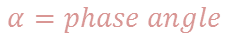 α = phase angle